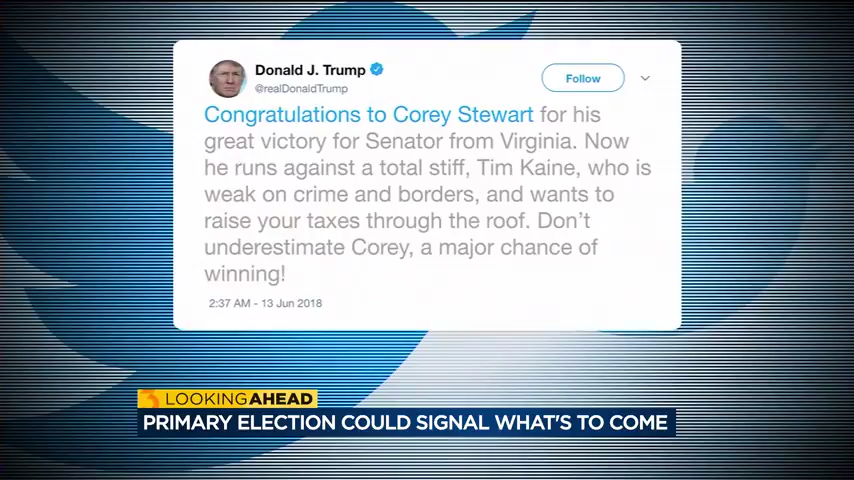 Donald J. Trump
@realDonaldTrump
Follow
Congratulations to Corey Stewart for his
great victory for Senator from Virginia. Now
he runs against a total stiff, Tim Kaine, who is
weak on crime and borders, and wants to
raise your taxes through the roof. Don't
underestimate Corey, a major chance of
winning!
2:37 AM - 13 Jun 2018
3 LOOKINGAHEAD
PRIMARY ELECTION COULD SIGNAL WHAT'S TO COME